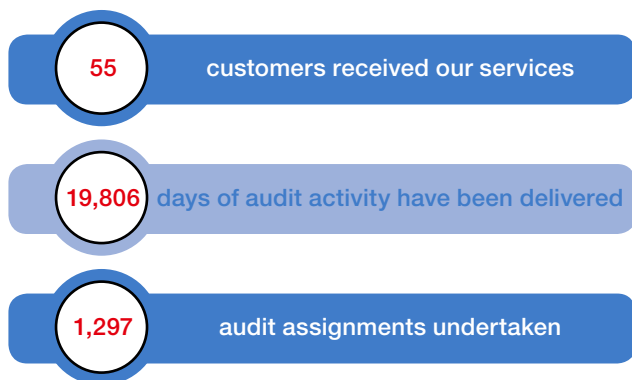 55 customers received our services
19,806 days of audit activity have been delivered
1,297 audit assignments undertaken